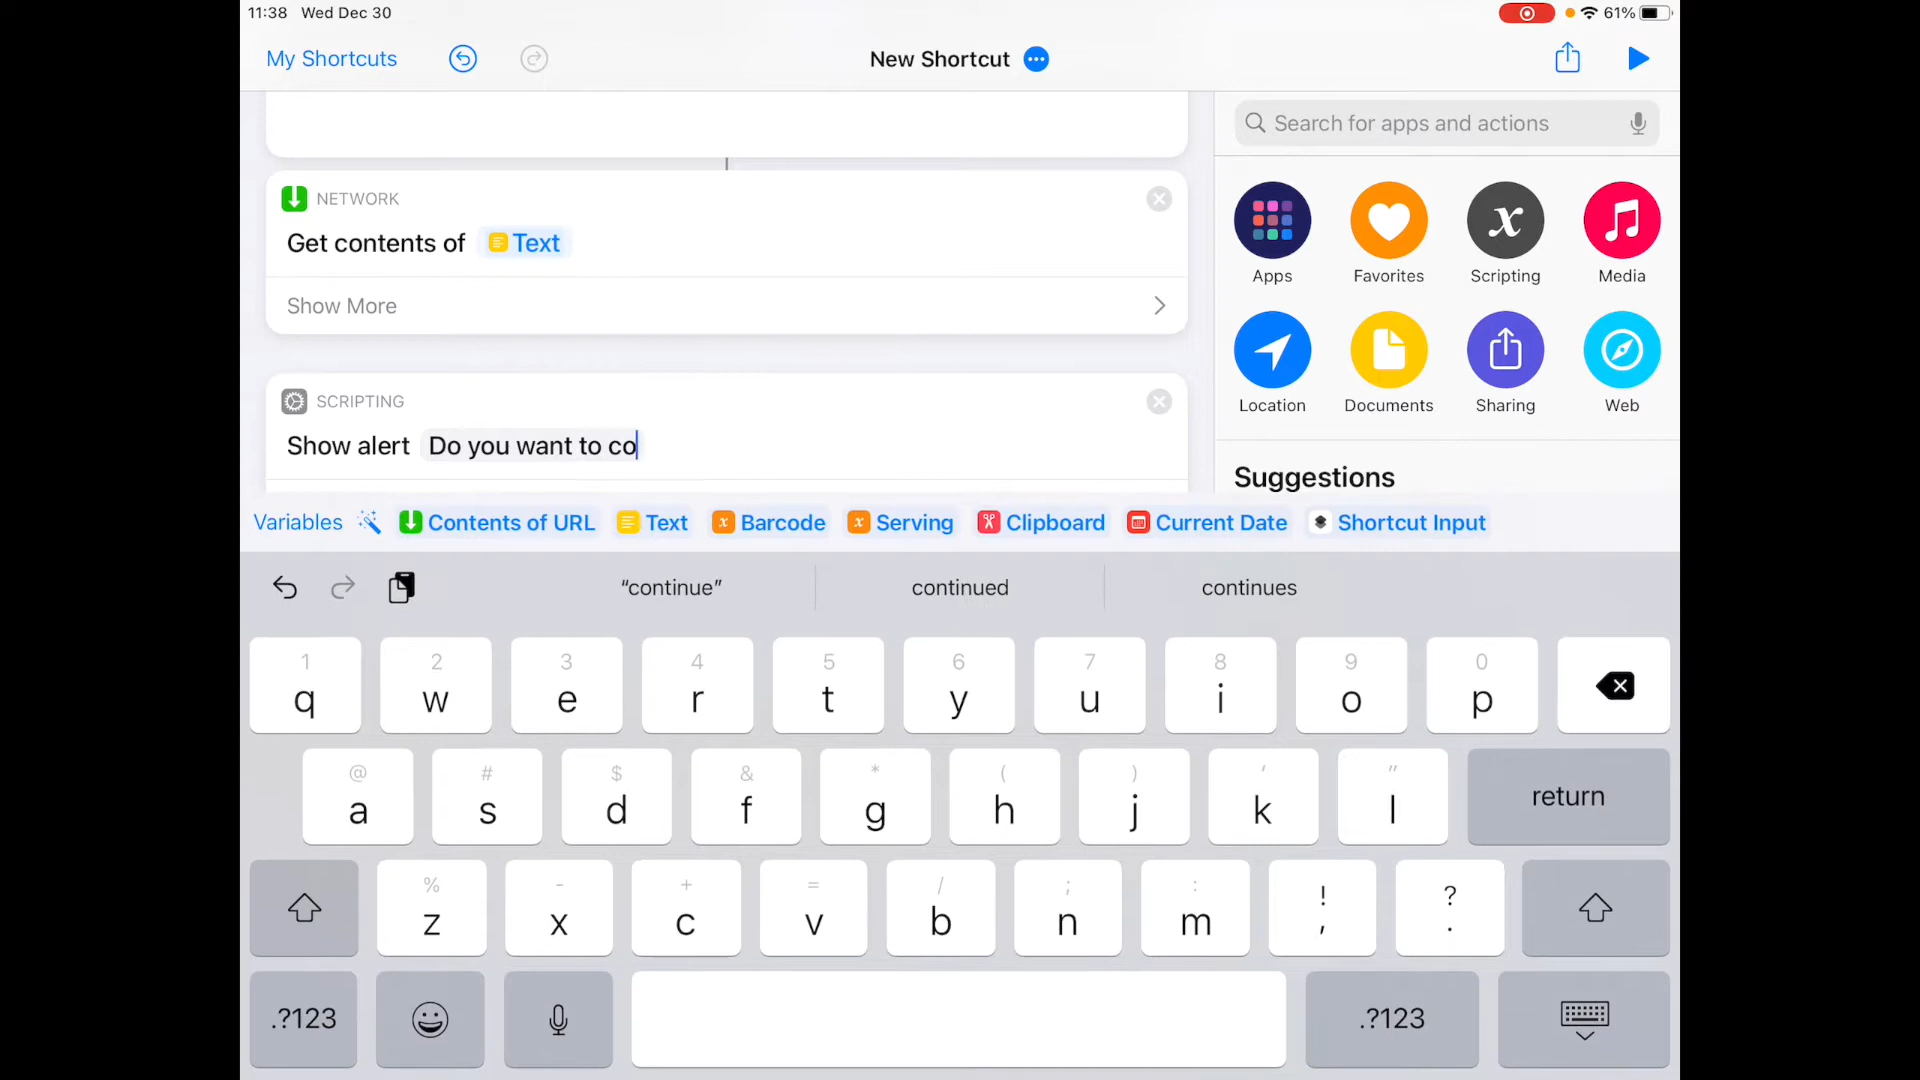 11:38 Wed Dec 30
61%
My Shortcuts
New Shortcut
NETWORK
Get contents of Text
Show More
SCRIPTING
Show alert Do you want to co
Search for apps and actions
Apps
Favorites
Scripting
Media
Location
Documents
Sharing
Web
Suggestions
Variables Contents of URL Text Barcode Serving Clipboard Current Date Shortcut Input
“continue” continued continues
1 2 3 4 5 6 7 8 9 0
q w e r t y u i o p
@ # $ & * ( ) ' "
a s d f g h j k l return
% - + = / ; : ! ?
z x c v b n m , .
.?123 .?123